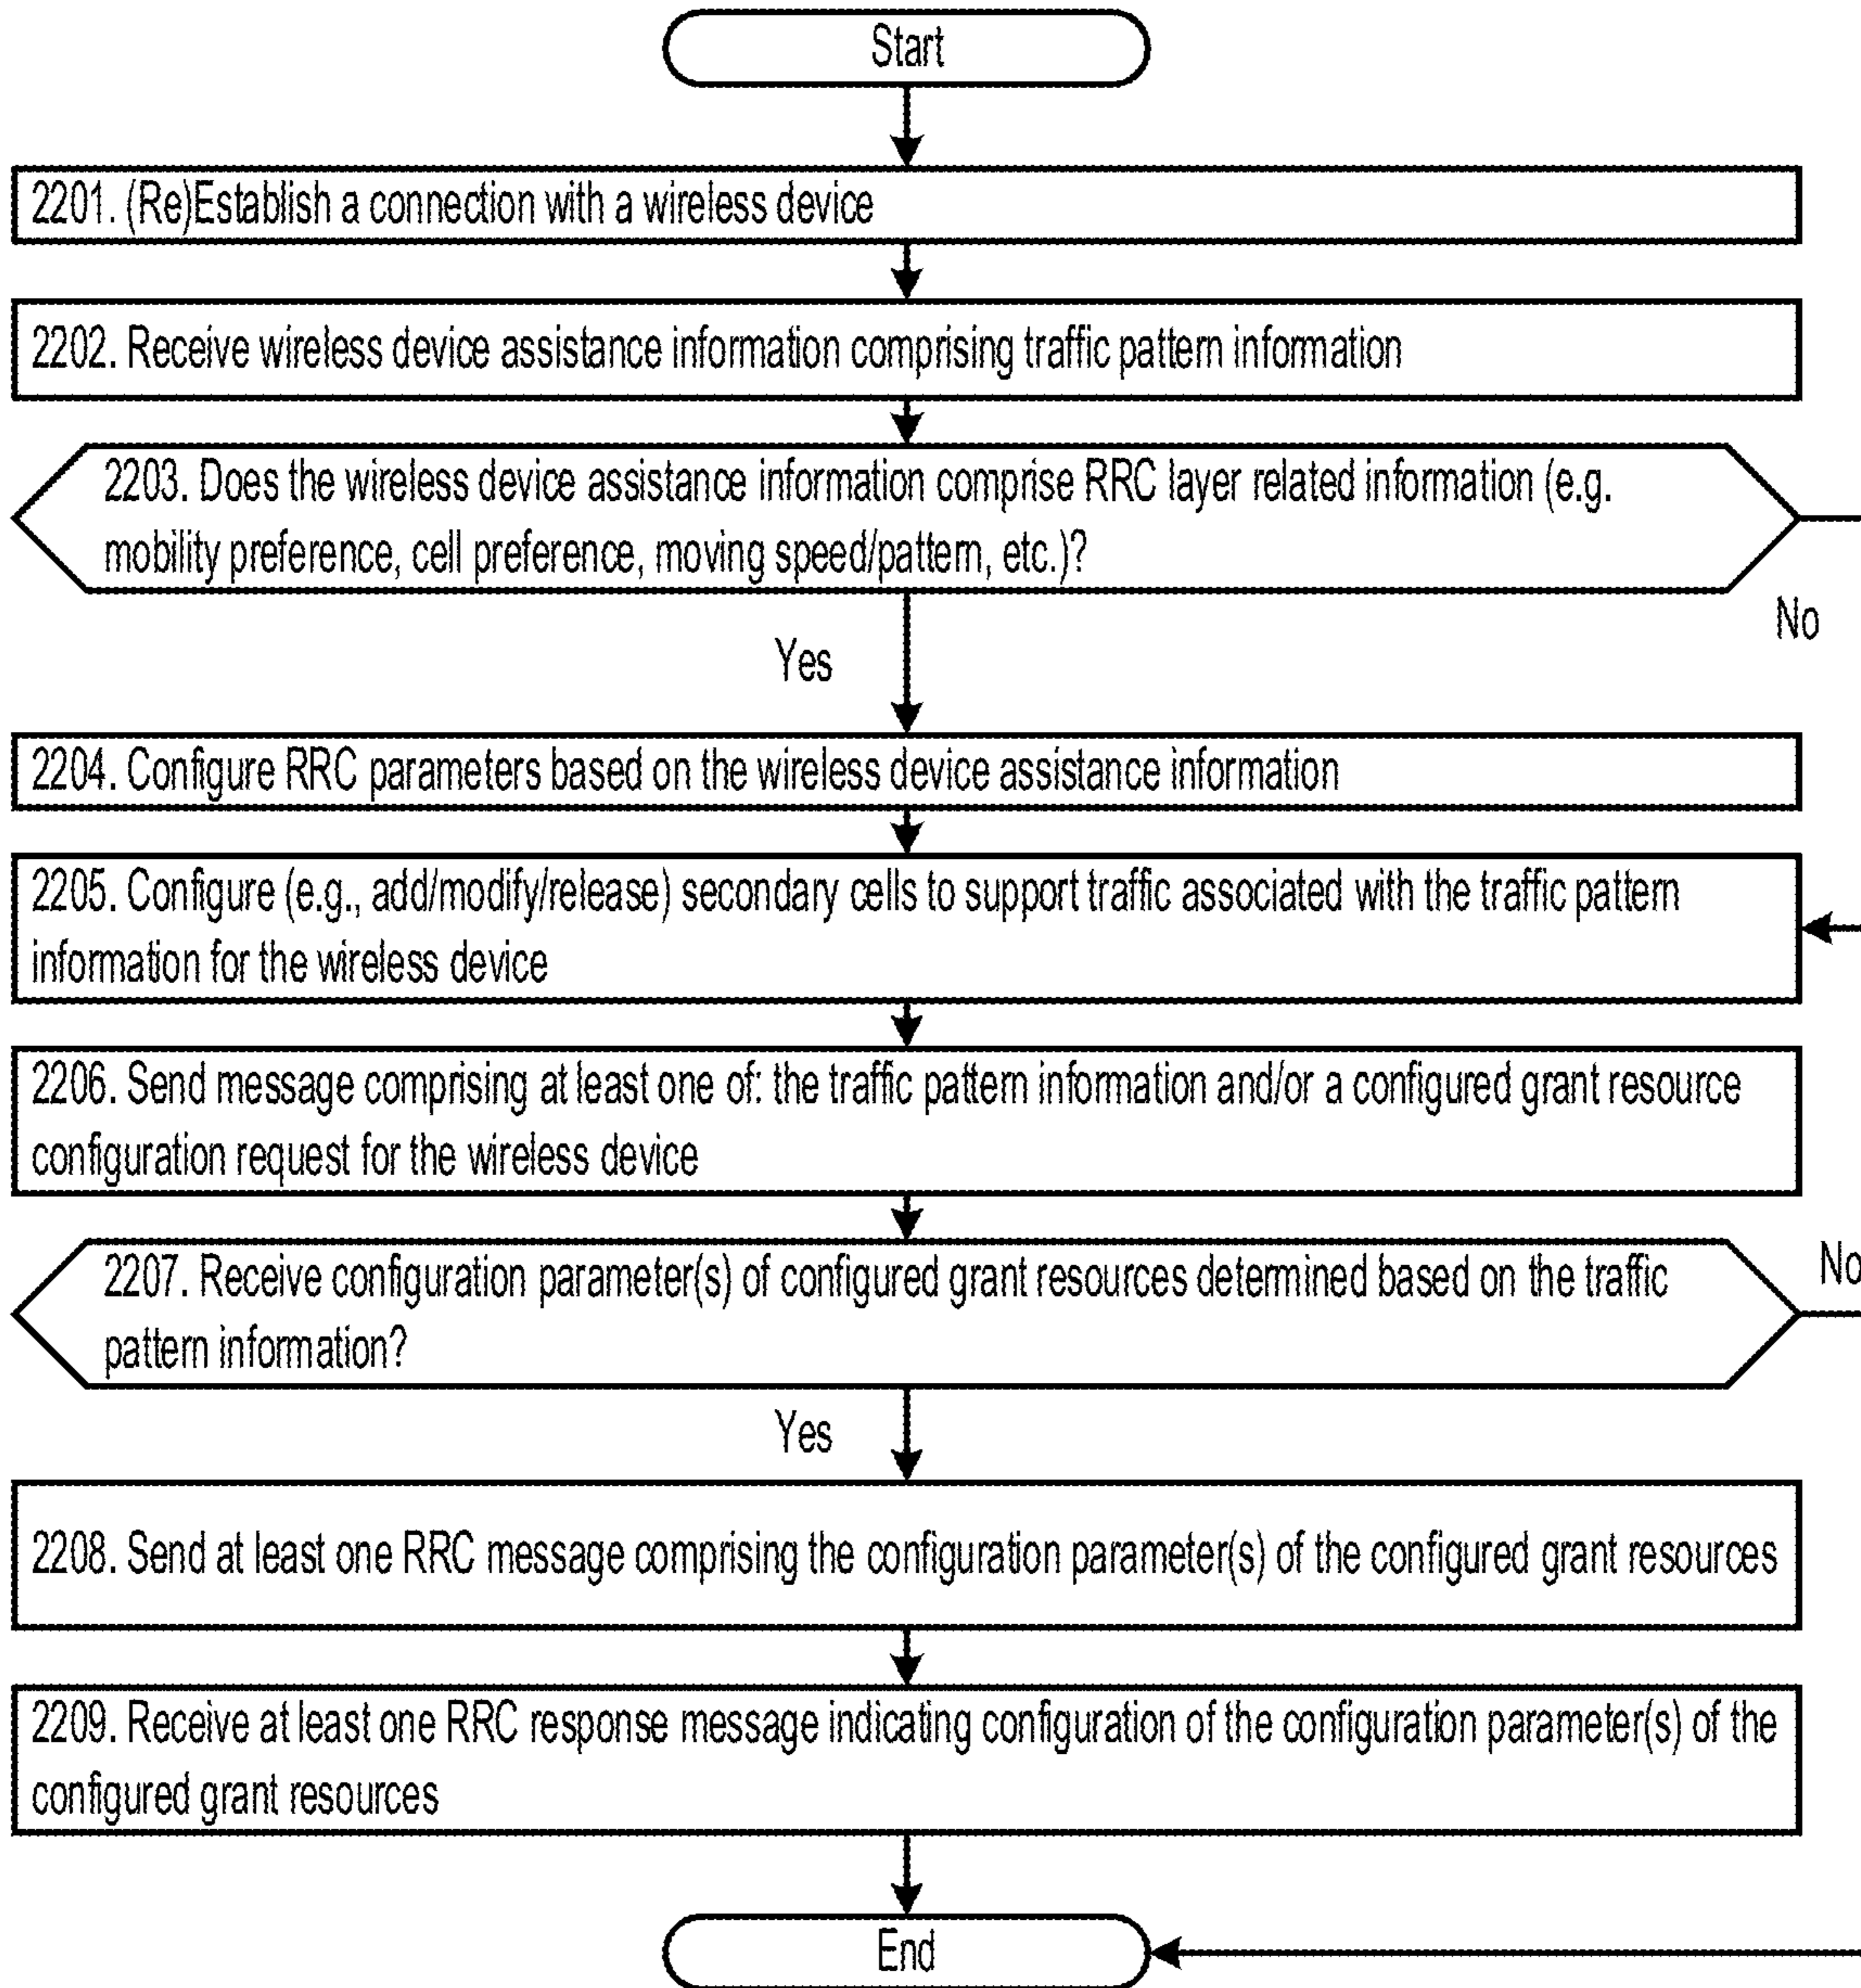 Start
2201. (Re)Establish a connection with a wireless device
2202. Receive wireless device assistance information comprising traffic pattern information
2203. Does the wireless device assistance information comprise RRC layer related information (e.g.
mobility preference, cell preference, moving speed/pattern, etc.)?
No
Yes
2204. Configure RRC parameters based on the wireless device assistance information
2205. Configure (e.g., add/modify/release) secondary cells to support traffic associated with the traffic pattern
information for the wireless device
2206. Send message comprising at least one of: the traffic pattern information and/or a configured grant resource
configuration request for the wireless device
2207. Receive configuration parameter(s) of configured grant resources determined based on the traffic
pattern information?
No
Yes
2208. Send at least one RRC message comprising the configuration parameter(s) of the configured grant resources
2209. Receive at least one RRC response message indicating configuration of the configuration parameter(s) of the
configured grant resources
End